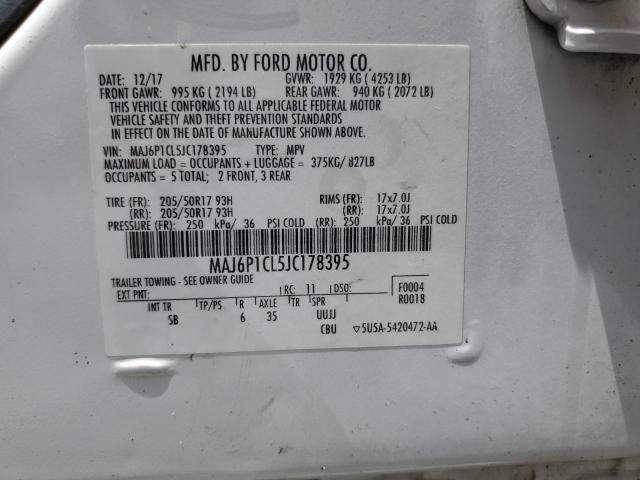 MFD. BY FORD MOTOR CO.
DATE: 12/17 GVWR: 1929 KG ( 4253 LB)
FRONT GAWR: 995 KG ( 2194 LB) REAR GAWR: 940 KG ( 2072 LB)
THIS VEHICLE CONFORMS TO ALL APPLICABLE FEDERAL MOTOR
VEHICLE SAFETY AND THEFT PREVENTION STANDARDS
IN EFFECT ON THE DATE OF MANUFACTURE SHOWN ABOVE.
VIN: MAJ6P1CL5JC178395 TYPE: MPV
MAXIMUM LOAD = OCCUPANTS + LUGGAGE = 375KG/ 827LB
OCCUPANTS = 5 TOTAL; 2 FRONT, 3 REAR
TIRE (FR): 205/50R17 93H RIMS (FR): 17x7.0J
(RR): 205/50R17 93H (RR): 17x7.0J
PRESSURE (FR): 250 kPa/ 36 PSI COLD (RR): 250 kPa/ 36 PSI COLD
MAJ6P1CL5JC178395
TRAILER TOWING - SEE OWNER GUIDE
EXT PNT: RC: 11 DSO: F0004
R0018
INT TR TP/PS R AXLE TR SPR
SB 6 35 UUJJ
CBU ▽5U5A-5420472-AA